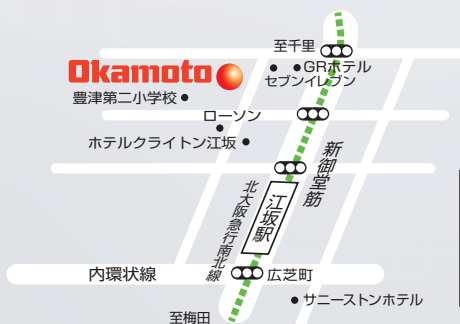 至千里
GRホテル
セブンイレブン
Okamoto
豊津第二小学校
ローソン
ホテルクライトン江坂
新御堂筋
江坂駅
北大阪急行南北線
内環状線
広芝町
サニーストンホテル
至梅田